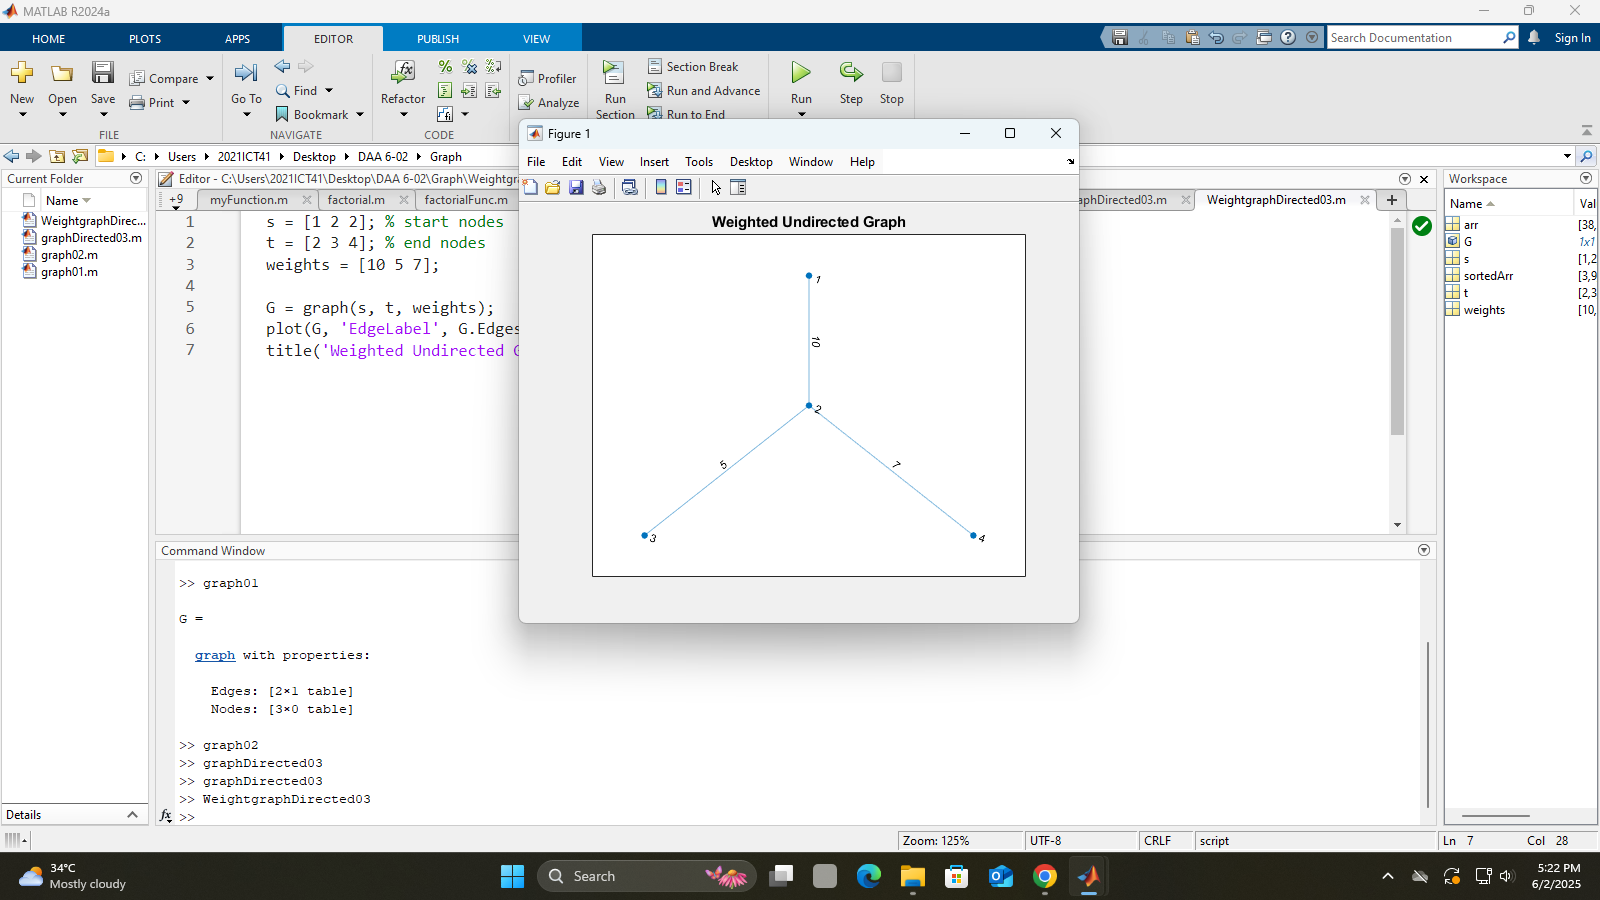 MATLAB R2024a
HOME PLOTS APPS EDITOR PUBLISH VIEW
Search Documentation
Sign In
New Open Save
Compare
Print
FILE
Go To
Find
Bookmark
NAVIGATE
Refactor
CODE
Profiler
Analyze
Run
Section
Section Break
Run and Advance
Run to End
Run Step Stop
C: Users 2021ICT41 Desktop DAA 6-02 Graph
Current Folder
Name
WeightgraphDirec...
graphDirected03.m
graph02.m
graph01.m
Details
Editor - C:\Users\2021ICT41\Desktop\DAA 6-02\Graph\Weightgr
+9 myFunction.m factorial.m factorialFunc.m
aphDirected03.m WeightgraphDirected03.m
1 s = [1 2 2]; % start nodes
2 t = [2 3 4]; % end nodes
3 weights = [10 5 7];
4
5 G = graph(s, t, weights);
6 plot(G, 'EdgeLabel', G.Edges
7 title('Weighted Undirected G
Figure 1
File Edit View Insert Tools Desktop Window Help
Weighted Undirected Graph
1
10
2
5
7
3
4
Workspace
Name Val
arr [38,
G 1x1
s [1,2
sortedArr [3,9
t [2,3
weights [10,
Command Window
>> graph01
G =
graph with properties:
Edges: [2×1 table]
Nodes: [3×0 table]
>> graph02
>> graphDirected03
>> graphDirected03
>> WeightgraphDirected03
fx >>
Zoom: 125% UTF-8 CRLF script Ln 7 Col 28
34°C
Mostly cloudy
Search
5:22 PM
6/2/2025